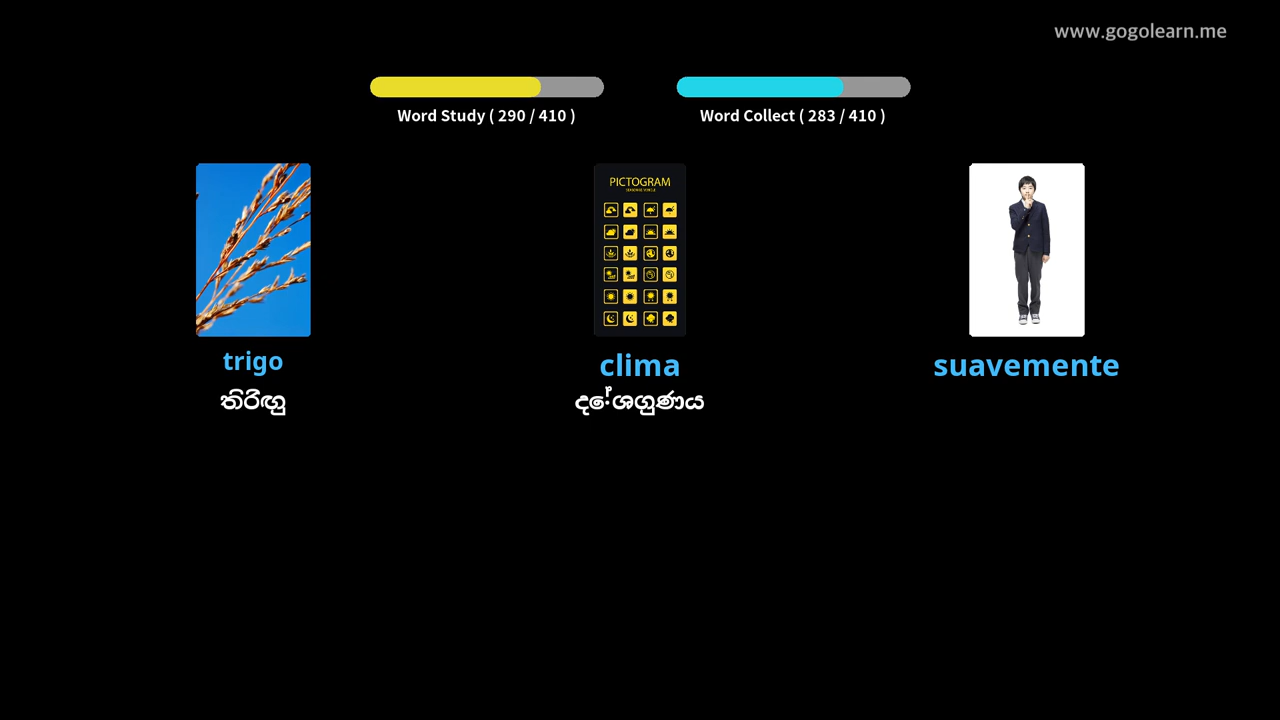 www.gogolearn.me
Word Study ( 290 / 410 )
Word Collect ( 283 / 410 )
PICTOGRAM
trigo
clima
suavemente
තිරිඟු
දේශගුණය